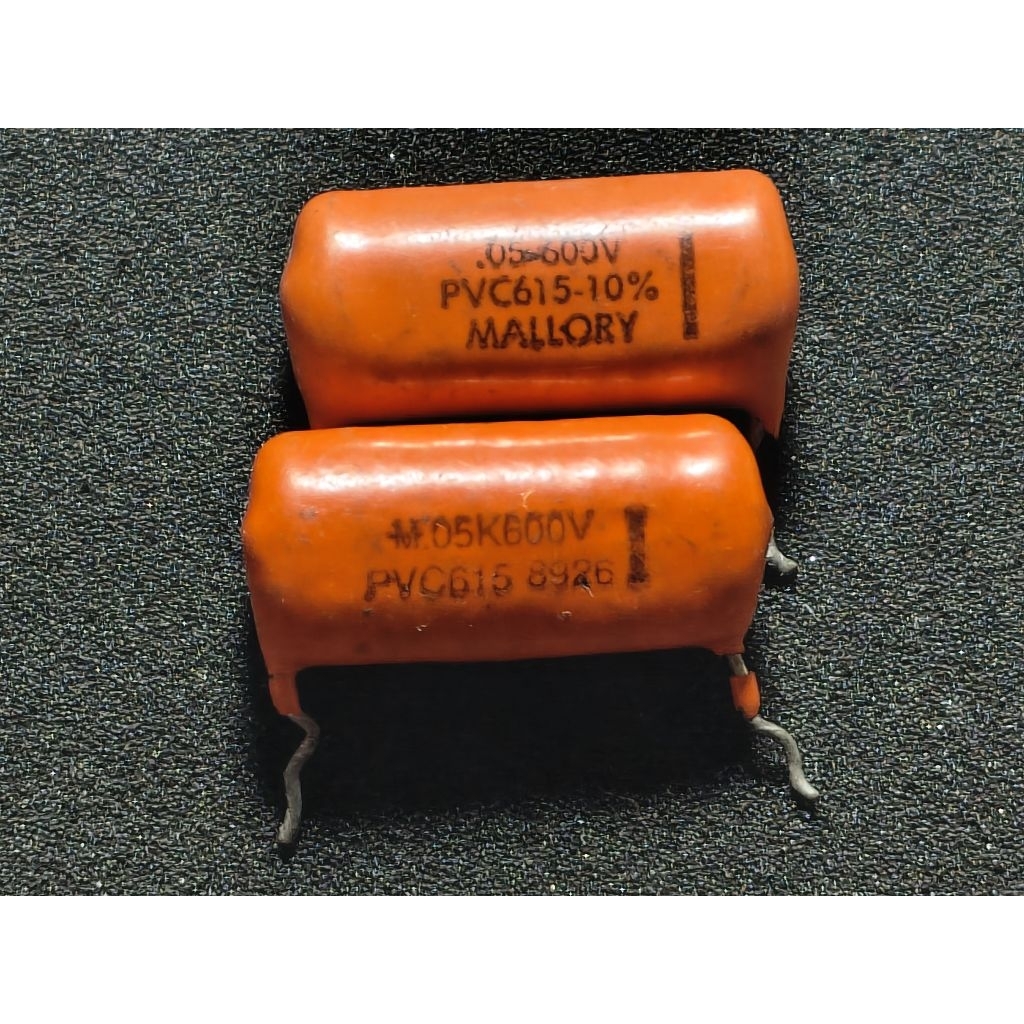 .05-600V
PVC615-10%
MALLORY
M.05K600V
PVC615 8926